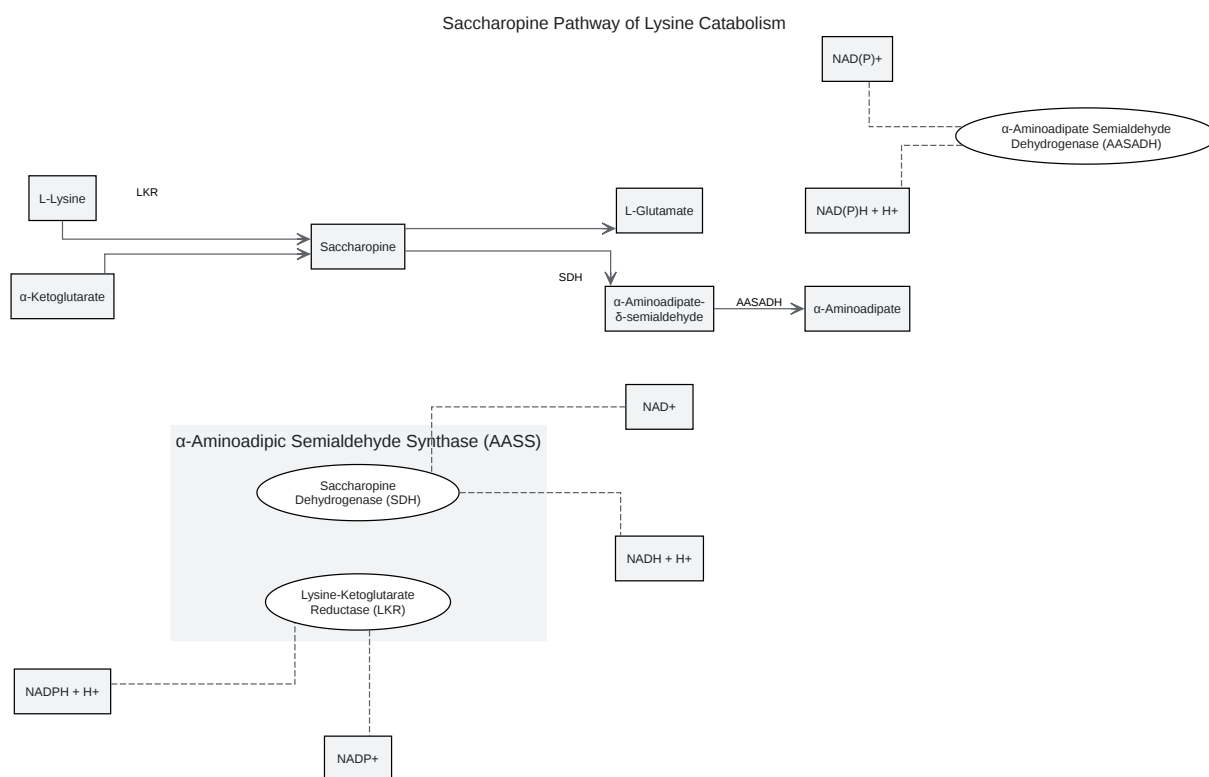 Saccharopine Pathway of Lysine Catabolism
NAD(P)+
α-Aminoadipate Semialdehyde
Dehydrogenase (AASADH)
L-Lysine
LKR
L-Glutamate
NAD(P)H + H+
Saccharopine
SDH
α-Ketoglutarate
α-Aminoadipate-
δ-semialdehyde
AASADH
α-Aminoadipate
NAD+
α-Aminoadipic Semialdehyde Synthase (AASS)
Saccharopine
Dehydrogenase (SDH)
NADH + H+
Lysine-Ketoglutarate
Reductase (LKR)
NADPH + H+
NADP+